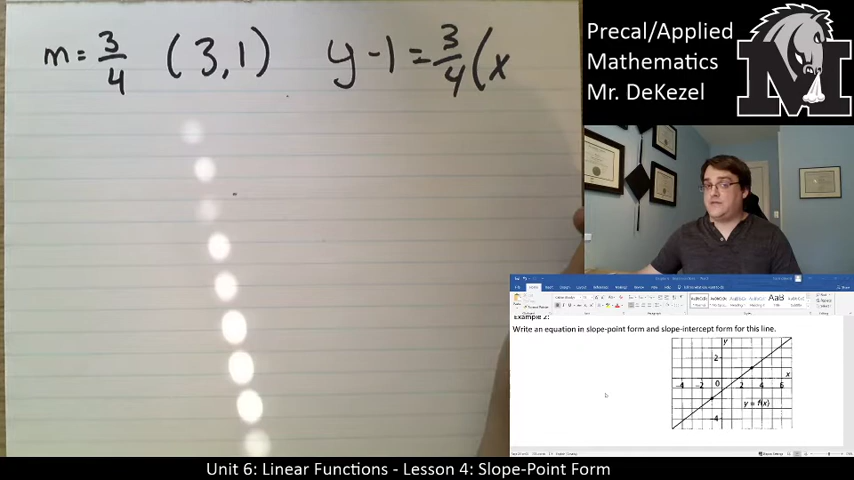 m = 3/4 (3,1) y - 1 = 3/4 (x
Precal/Applied
Mathematics
Mr. DeKezel
M
Example 2:
Write an equation in slope-point form and slope-intercept form for this line.
y
2
x
-4 -2 0 2 4 6
y = f(x)
-4
Unit 6: Linear Functions - Lesson 4: Slope-Point Form